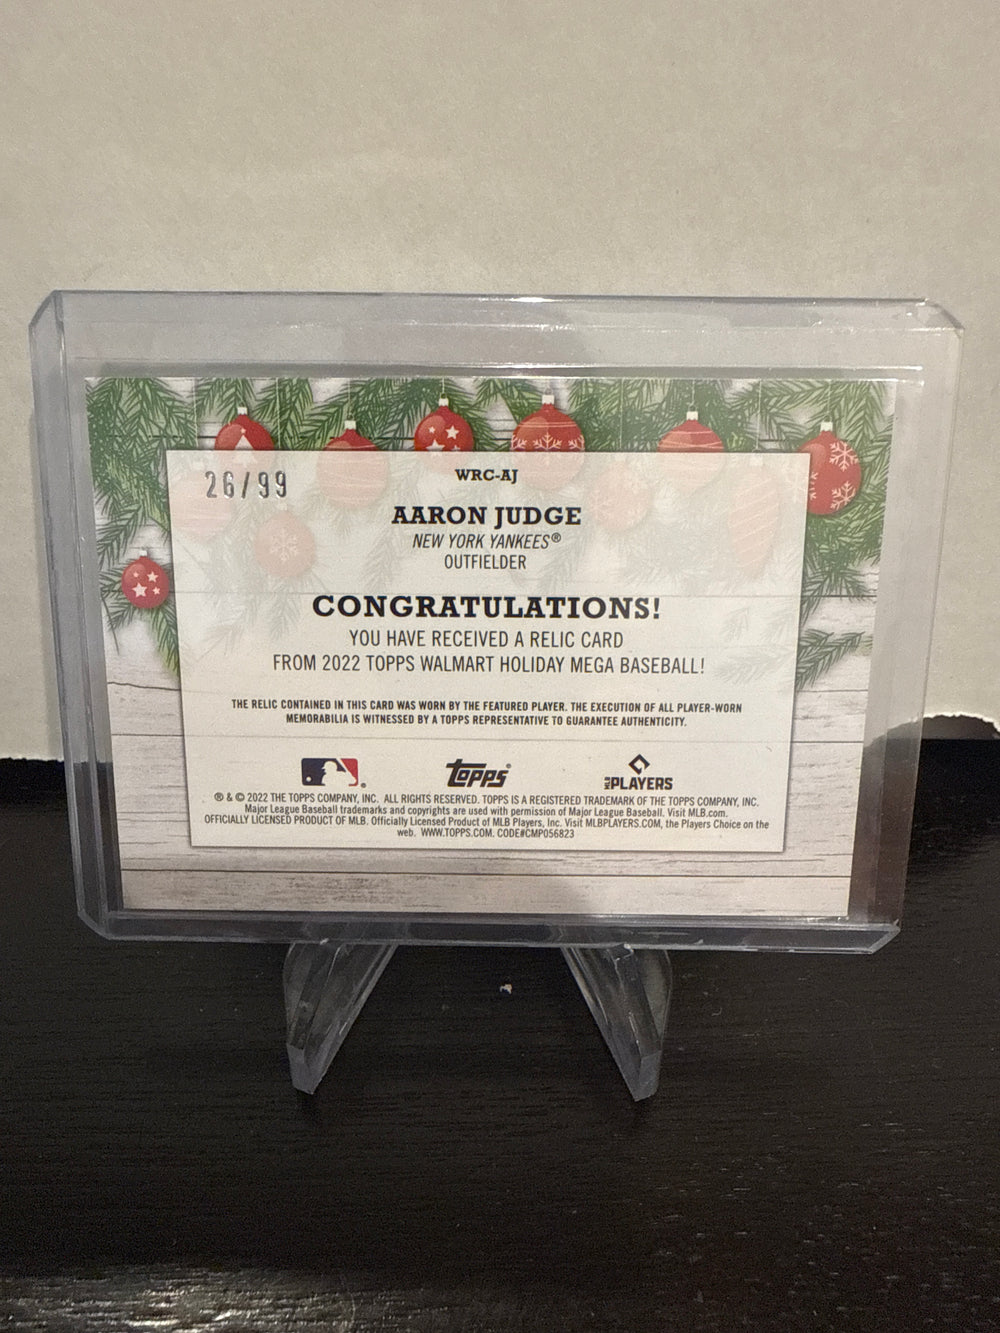 26/99
WRC-AJ
AARON JUDGE
NEW YORK YANKEES®
OUTFIELDER
CONGRATULATIONS!
YOU HAVE RECEIVED A RELIC CARD
FROM 2022 TOPPS WALMART HOLIDAY MEGA BASEBALL!
THE RELIC CONTAINED IN THIS CARD WAS WORN BY THE FEATURED PLAYER. THE EXECUTION OF ALL PLAYER-WORN
MEMORABILIA IS WITNESSED BY A TOPPS REPRESENTATIVE TO GUARANTEE AUTHENTICITY.
Topps®
MLB PLAYERS
® & © 2022 THE TOPPS COMPANY, INC. ALL RIGHTS RESERVED. TOPPS IS A REGISTERED TRADEMARK OF THE TOPPS COMPANY, INC.
Major League Baseball trademarks and copyrights are used with permission of Major League Baseball. Visit MLB.com.
OFFICIALLY LICENSED PRODUCT OF MLB. Officially Licensed Product of MLB Players, Inc. Visit MLBPLAYERS.COM, the Players Choice on the
web. WWW.TOPPS.COM. CODE#CMP056823